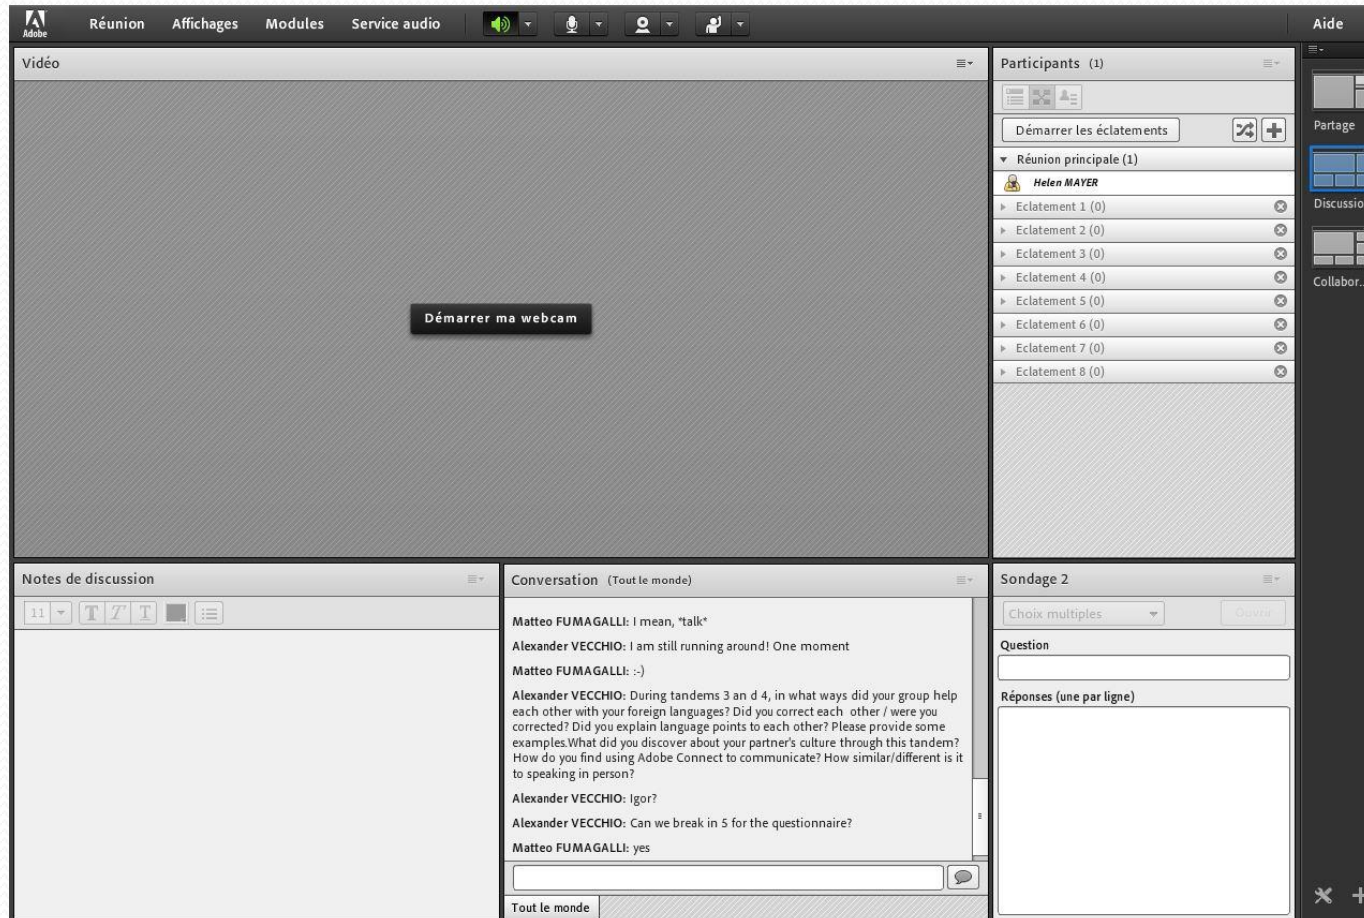 Adobe
Réunion Affichages Modules Service audio Aide
Vidéo
Démarrer ma webcam
Participants (1)
Démarrer les éclatements
Réunion principale (1)
Helen MAYER
Eclatement 1 (0)
Eclatement 2 (0)
Eclatement 3 (0)
Eclatement 4 (0)
Eclatement 5 (0)
Eclatement 6 (0)
Eclatement 7 (0)
Eclatement 8 (0)
Partage
Discussio
Collabor...
Notes de discussion
11 T T T
Conversation (Tout le monde)
Matteo FUMAGALLI: I mean, *talk*
Alexander VECCHIO: I am still running around! One moment
Matteo FUMAGALLI: :-)
Alexander VECCHIO: During tandems 3 an d 4, in what ways did your group help
each other with your foreign languages? Did you correct each other / were you
corrected? Did you explain language points to each other? Please provide some
examples.What did you discover about your partner's culture through this tandem?
How do you find using Adobe Connect to communicate? How similar/different is it
to speaking in person?
Alexander VECCHIO: Igor?
Alexander VECCHIO: Can we break in 5 for the questionnaire?
Matteo FUMAGALLI: yes
Tout le monde
Sondage 2
Choix multiples Ouvrir
Question
Réponses (une par ligne)